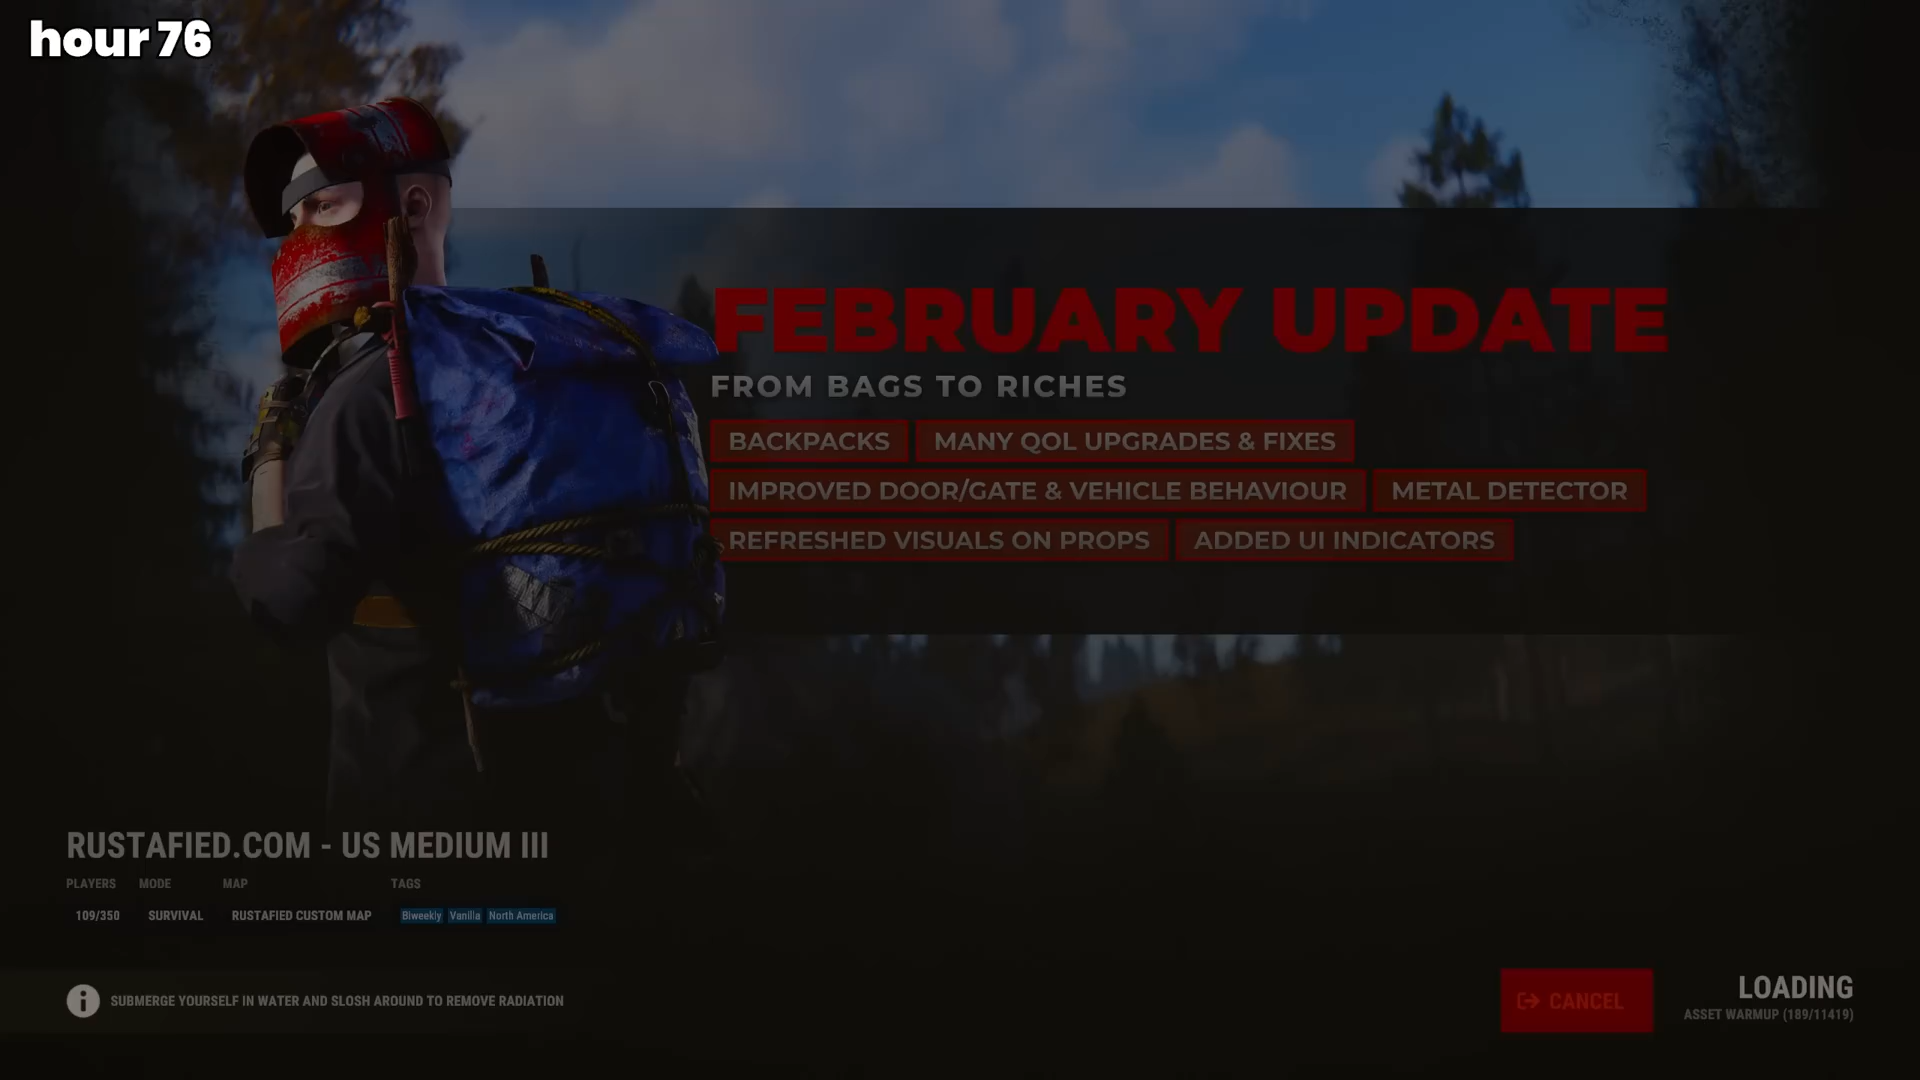 hour 76
FEBRUARY UPDATE
FROM BAGS TO RICHES
BACKPACKS MANY QOL UPGRADES & FIXES
IMPROVED DOOR/GATE & VEHICLE BEHAVIOUR METAL DETECTOR
REFRESHED VISUALS ON PROPS ADDED UI INDICATORS
RUSTAFIED.COM - US MEDIUM III
PLAYERS MODE MAP TAGS
109/350 SURVIVAL RUSTAFIED CUSTOM MAP Biweekly Vanilla North America
SUBMERGE YOURSELF IN WATER AND SLOSH AROUND TO REMOVE RADIATION
CANCEL
LOADING
ASSET WARMUP (189/11419)